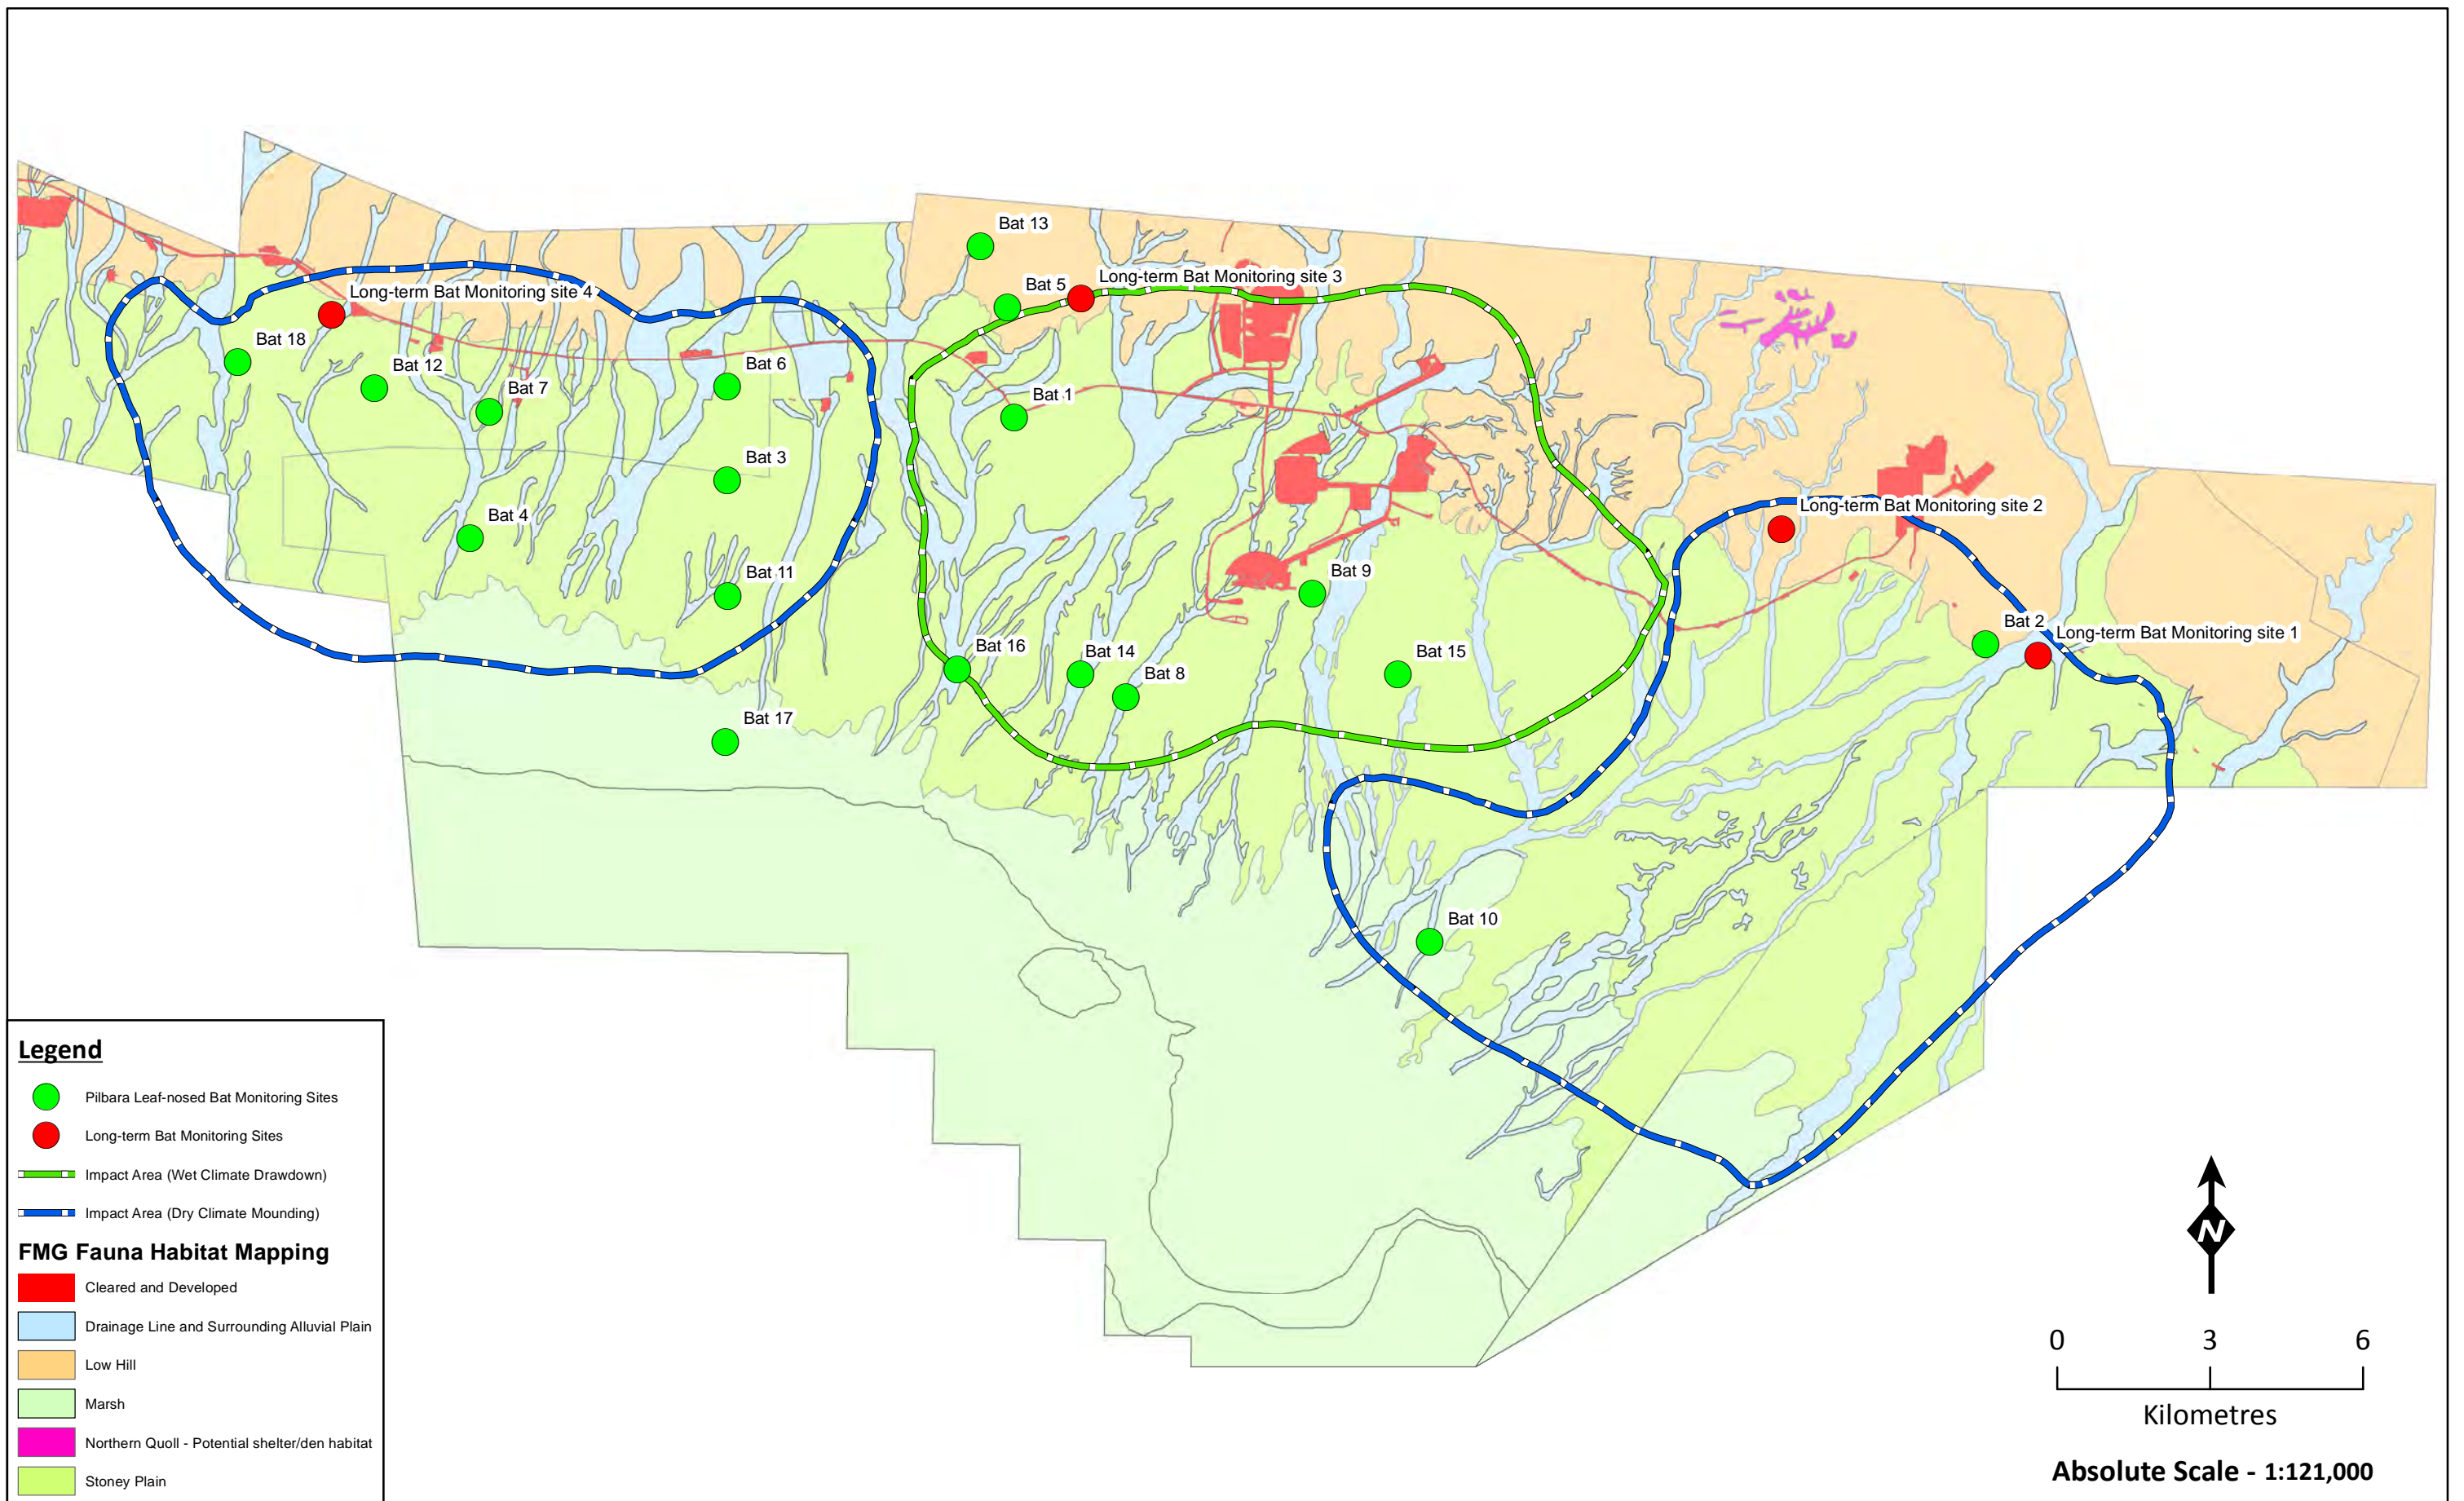 Bat 13
Long-term Bat Monitoring site 3
Bat 5
Long-term Bat Monitoring site 4
Bat 18
Bat 12
Bat 7
Bat 6
Bat 1
Bat 3
Bat 4
Long-term Bat Monitoring site 2
Bat 11
Bat 9
Bat 2
Long-term Bat Monitoring site 1
Bat 16
Bat 14
Bat 8
Bat 15
Bat 17
Bat 10
Legend
Pilbara Leaf-nosed Bat Monitoring Sites
Long-term Bat Monitoring Sites
Impact Area (Wet Climate Drawdown)
Impact Area (Dry Climate Mounding)
FMG Fauna Habitat Mapping
Cleared and Developed
Drainage Line and Surrounding Alluvial Plain
Low Hill
Marsh
Northern Quoll - Potential shelter/den habitat
Stoney Plain
N
0 3 6
Kilometres
Absolute Scale - 1:121,000